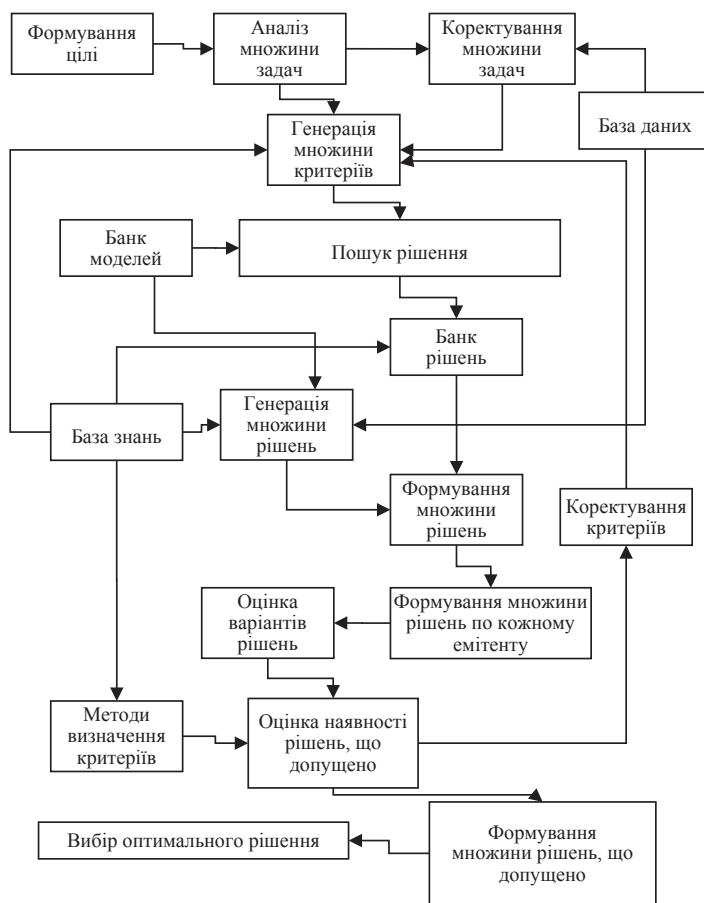 Формування
цілі
Аналіз
множини
задач
Коректування
множини
задач
База даних
Генерація
множини
критеріїв
Банк
моделей
Пошук рішення
Банк
рішень
База знань
Генерація
множини
рішень
Формування
множини
рішень
Коректування
критеріїв
Оцінка
варіантів
рішень
Формування множини
рішень по кожному
емітенту
Методи
визначення
критеріїв
Оцінка наявності
рішень, що
допущено
Вибір оптимального рішення
Формування
множини рішень, що
допущено